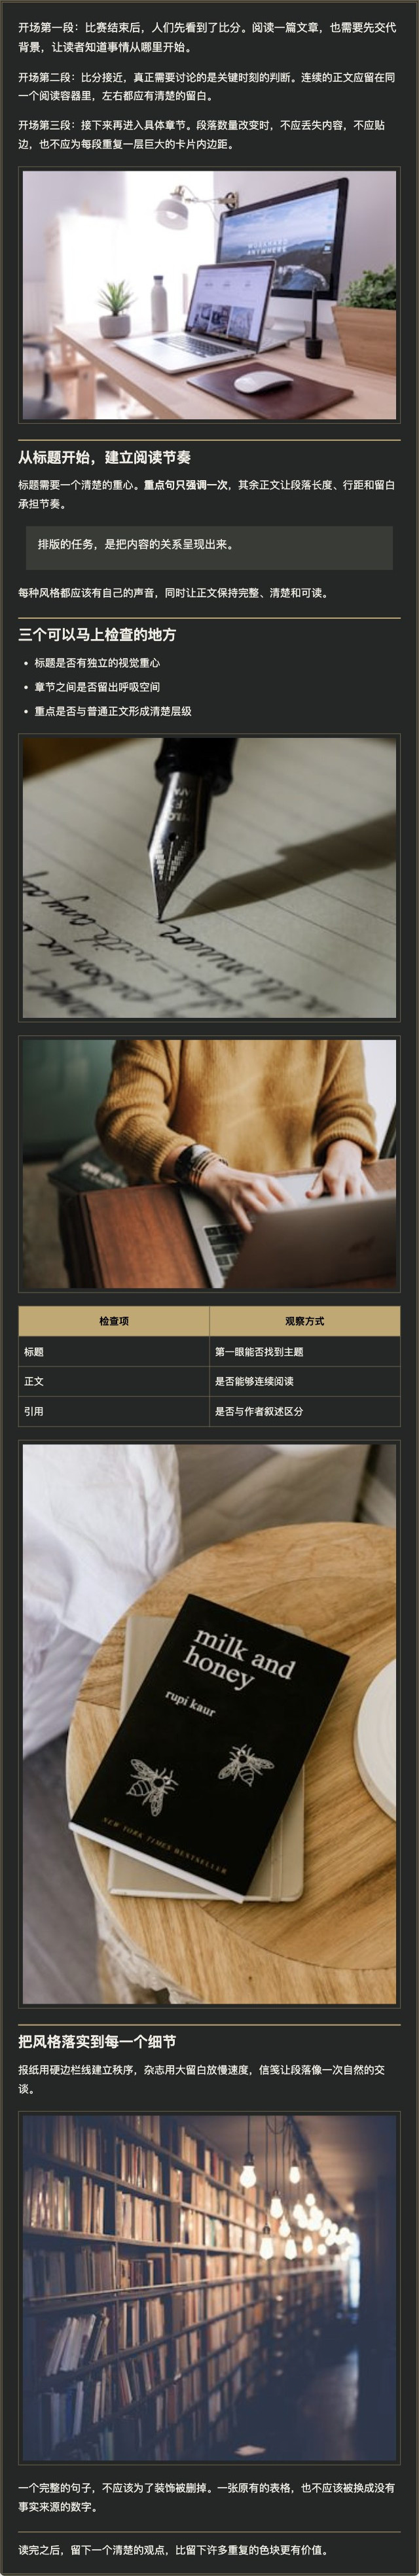 开场第一段：比赛结束后，人们先看到了比分。阅读一篇文章，也需要先交代
背景，让读者知道事情从哪里开始。
开场第二段：比分接近，真正需要讨论的是关键时刻的判断。连续的正文应留在同
一个阅读容器里，左右都应有清楚的留白。
开场第三段：接下来再进入具体章节。段落数量改变时，不应丢失内容，不应贴
边，也不应为每段重复一层巨大的卡片内边距。
从标题开始，建立阅读节奏
标题需要一个清楚的重心。重点句只强调一次，其余正文让段落长度、行距和留白
承担节奏。
排版的任务，是把内容的关系呈现出来。
每种风格都应该有自己的声音，同时让正文保持完整、清楚和可读。
三个可以马上检查的地方
• 标题是否有独立的视觉重心
• 章节之间是否留出呼吸空间
• 重点是否与普通正文形成清楚层级
检查项 观察方式
标题 第一眼能否找到主题
正文 是否能够连续阅读
引用 是否与作者叙述区分
milk and
honey
rupi kaur
NEW YORK TIMES BESTSELLER
把风格落实到每一个细节
报纸用硬边栏线建立秩序，杂志用大留白放慢速度，信笺让段落像一次自然的交
谈。
一个完整的句子，不应该为了装饰被删掉。一张原有的表格，也不应该被换成没有
事实来源的数字。
读完之后，留下一个清楚的观点，比留下许多重复的色块更有价值。